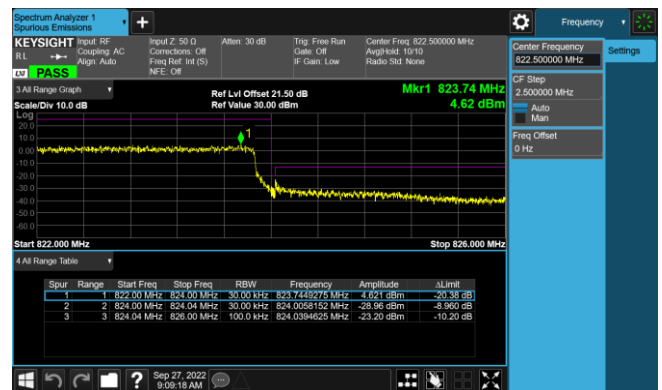 Spectrum Analyzer 1
Spurious Emissions
Frequency
KEYSIGHT
RL
PASS
Input: RF
Coupling: AC
Align: Auto
Input Z: 50 Ω
Corrections: Off
Freq Ref: Int (S)
NFE: Off
Atten: 30 dB
Trig: Free Run
Gate: Off
IF Gain: Low
Center Freq: 822.500000 MHz
Avg|Hold: 10/10
Radio Std: None
Center Frequency
822.500000 MHz
Settings
CF Step
2.500000 MHz
Auto
Man
Freq Offset
0 Hz
3 All Range Graph
Scale/Div 10.0 dB
Ref Lvl Offset 21.50 dB
Ref Value 30.00 dBm
Mkr1 823.74 MHz
4.62 dBm
Log
20.0
10.0
0.00
-10.0
-20.0
-30.0
-40.0
-50.0
-60.0
1
Start 822.000 MHz
Stop 826.000 MHz
4 All Range Table
Spur Range Start Freq Stop Freq RBW Frequency Amplitude ΔLimit
1 1 822.00 MHz 824.00 MHz 30.00 kHz 823.7449275 MHz 4.621 dBm -20.38 dB
2 2 824.00 MHz 824.04 MHz 30.00 kHz 824.0058152 MHz -28.96 dBm -8.960 dB
3 3 824.04 MHz 826.00 MHz 100.0 kHz 824.0394625 MHz -23.20 dBm -10.20 dB
?
Sep 27, 2022
9:09:18 AM